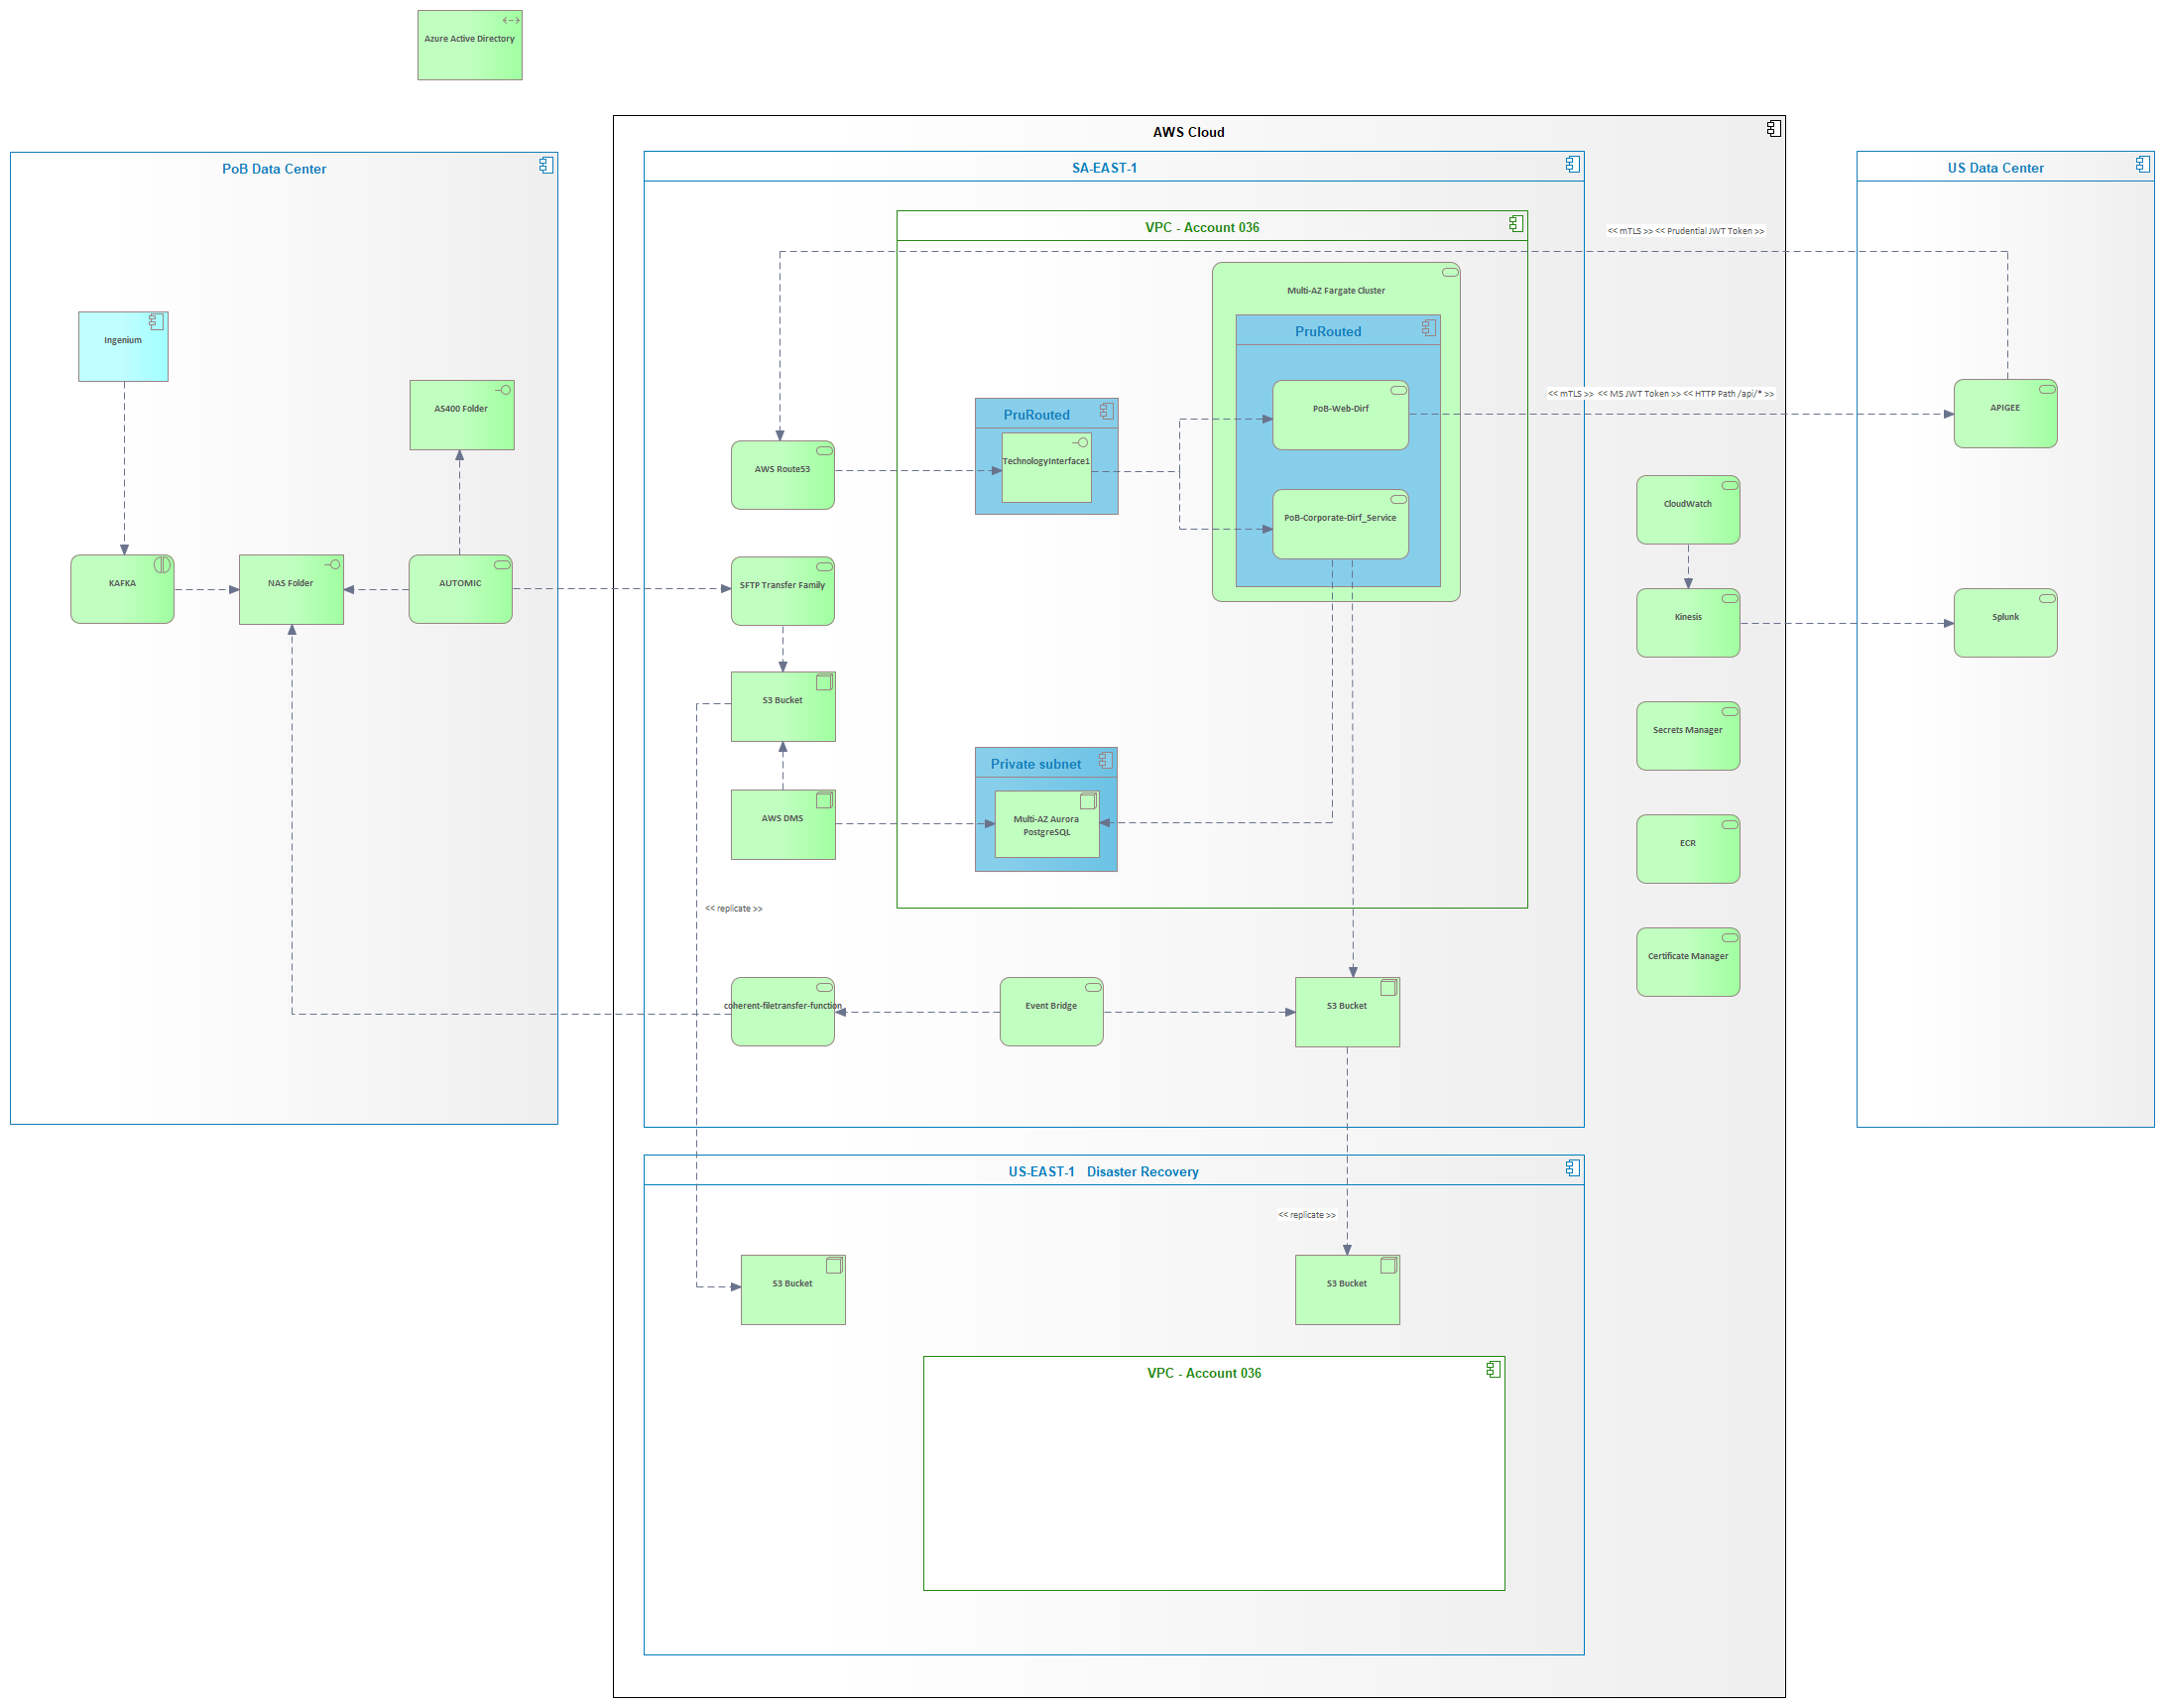 Azure Active Directory
AWS Cloud
PoB Data Center
SA-EAST-1
US Data Center
VPC - Account 036
<< mTLS >> << Prudential JWT Token >>
Multi-AZ Fargate Cluster
PruRouted
Ingenium
<< mTLS >> << MS JWT Token >> << HTTP Path /api/* >>
AS400 Folder
PruRouted
PoB-Web-Dirf
APIGEE
AWS Route53
TechnologyInterface1
CloudWatch
PoB-Corporate-Dirf_Service
KAFKA
NAS Folder
AUTOMIC
SFTP Transfer Family
Kinesis
Splunk
S3 Bucket
Secrets Manager
Private subnet
AWS DMS
Multi-AZ Aurora
PostgreSQL
ECR
<< replicate >>
Certificate Manager
coherent-filetransfer-function
Event Bridge
S3 Bucket
US-EAST-1 Disaster Recovery
<< replicate >>
S3 Bucket
S3 Bucket
VPC - Account 036